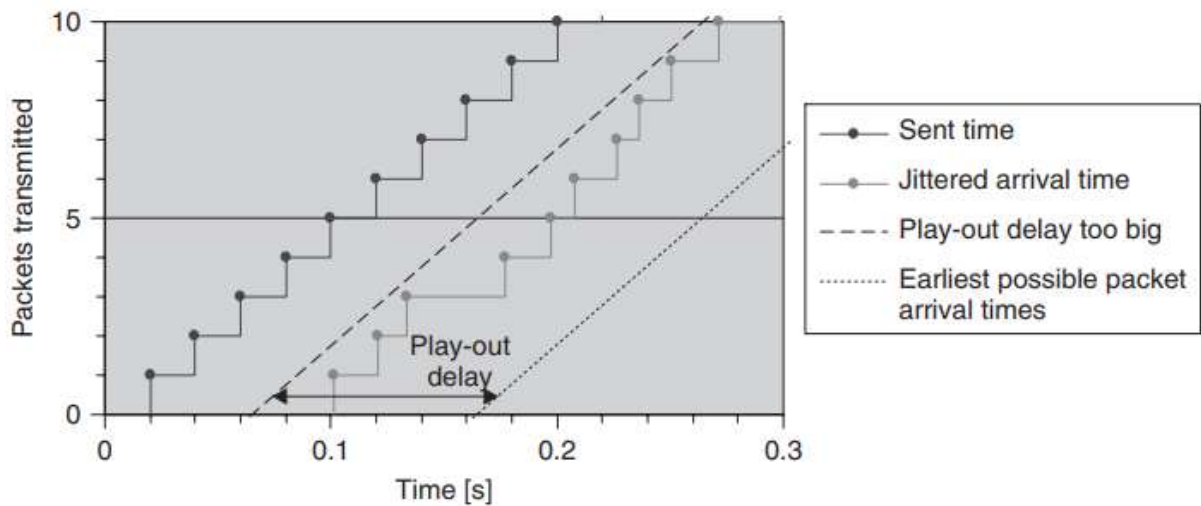 10
5
0
Packets transmitted
Play-out
delay
0
0.1
0.2
0.3
Time [s]
Sent time
Jittered arrival time
Play-out delay too big
Earliest possible packet
arrival times